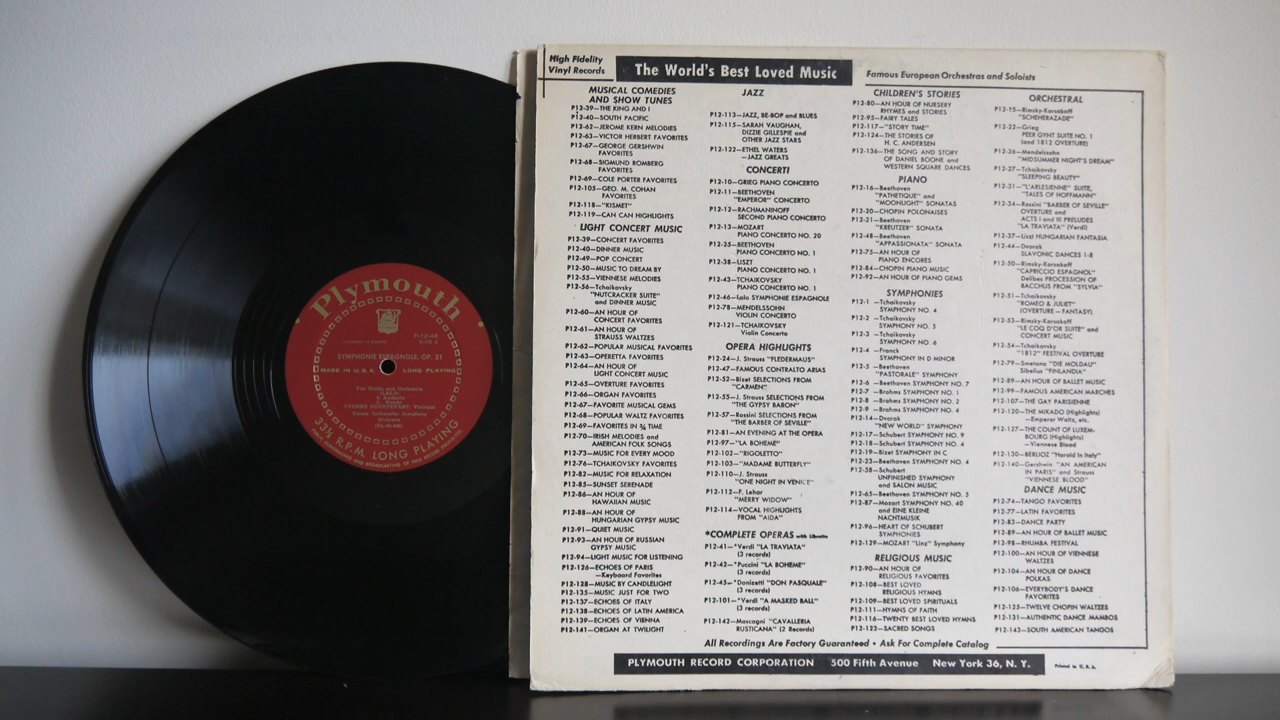 Plymouth
P-12-46
SIDE 2
SYMPHONIE ESPAGNOLE, OP. 21
MADE IN U.S.A. LONG PLAYING
For Violin and Orchestra
(LALO)
Vienna Tonkuenstler Symphony
Orchestra
33⅓ R.P.M. LONG PLAYING
High Fidelity
Vinyl Records
The World's Best Loved Music
Famous European Orchestras and Soloists
MUSICAL COMEDIES
AND SHOW TUNES
P12-39—THE KING AND I
P12-40—SOUTH PACIFIC
P12-62—JEROME KERN MELODIES
P12-63—VICTOR HERBERT FAVORITES
P12-67—GEORGE GERSHWIN
FAVORITES
P12-68—SIGMUND ROMBERG
FAVORITES
P12-69—COLE PORTER FAVORITES
P12-105—GEO. M. COHAN
FAVORITES
P12-118—"KISMET"
P12-119—CAN CAN HIGHLIGHTS
LIGHT CONCERT MUSIC
P12-39—CONCERT FAVORITES
P12-40—DINNER MUSIC
P12-49—POP CONCERT
P12-50—MUSIC TO DREAM BY
P12-55—VIENNESE MELODIES
P12-56—Tchaikovsky
"NUTCRACKER SUITE"
and DINNER MUSIC
P12-60—AN HOUR OF
CONCERT FAVORITES
P12-61—AN HOUR OF
STRAUSS WALTZES
P12-62—POPULAR MUSICAL FAVORITES
P12-63—OPERETTA FAVORITES
P12-64—AN HOUR OF
LIGHT CONCERT MUSIC
P12-65—OVERTURE FAVORITES
P12-66—ORGAN FAVORITES
P12-67—FAVORITE MUSICAL GEMS
P12-68—POPULAR WALTZ FAVORITES
P12-69—FAVORITES IN ¾ TIME
P12-70—IRISH MELODIES and
AMERICAN FOLK SONGS
P12-73—MUSIC FOR EVERY MOOD
P12-76—TCHAIKOVSKY FAVORITES
P12-82—MUSIC FOR RELAXATION
P12-85—SUNSET SERENADE
P12-86—AN HOUR OF
HAWAIIAN MUSIC
P12-88—AN HOUR OF
HUNGARIAN GYPSY MUSIC
P12-91—QUIET MUSIC
P12-93—AN HOUR OF RUSSIAN
GYPSY MUSIC
P12-94—LIGHT MUSIC FOR LISTENING
P12-126—ECHOES OF PARIS
—Keyboard Favorites
P12-128—MUSIC BY CANDLELIGHT
P12-135—MUSIC JUST FOR TWO
P12-137—ECHOES OF ITALY
P12-138—ECHOES OF LATIN AMERICA
P12-139—ECHOES OF VIENNA
P12-141—ORGAN AT TWILIGHT
JAZZ
P12-113—JAZZ, BE-BOP and BLUES
P12-115—SARAH VAUGHAN,
DIZZIE GILLESPIE and
OTHER JAZZ STARS
P12-122—ETHEL WATERS
—JAZZ GREATS
CONCERTI
P12-10—GRIEG PIANO CONCERTO
P12-11—BEETHOVEN
"EMPEROR" CONCERTO
P12-12—RACHMANINOFF
SECOND PIANO CONCERTO
P12-13—MOZART
PIANO CONCERTO NO. 20
P12-25—BEETHOVEN
PIANO CONCERTO NO. 1
P12-38—LISZT
PIANO CONCERTO NO. 1
P12-43—TCHAIKOVSKY
PIANO CONCERTO NO. 1
P12-46—Lalo SYMPHONIE ESPAGNOLE
P12-78—MENDELSSOHN
VIOLIN CONCERTO
P12-121—TCHAIKOVSKY
Violin Concerto
OPERA HIGHLIGHTS
P12-24—J. Strauss "FLEDERMAUS"
P12-47—FAMOUS CONTRALTO ARIAS
P12-52—Bizet SELECTIONS FROM
"CARMEN"
P12-55—J. Strauss SELECTIONS FROM
"THE GYPSY BARON"
P12-57—Rossini SELECTIONS FROM
"THE BARBER OF SEVILLE"
P12-81—AN EVENING AT THE OPERA
P12-97—"LA BOHEME"
P12-102—"RIGOLETTO"
P12-103—"MADAME BUTTERFLY"
P12-110—J. Strauss
"ONE NIGHT IN VENICE"
P12-112—F. Lehar
"MERRY WIDOW"
P12-114—VOCAL HIGHLIGHTS
FROM "AIDA"
*COMPLETE OPERAS with Libretto
P12-41—*Verdi "LA TRAVIATA"
(3 records)
P12-42—*Puccini "LA BOHEME"
(3 records)
P12-45—*Donizetti "DON PASQUALE"
(3 records)
P12-101—*Verdi "A MASKED BALL"
(3 records)
P12-142—Mascagni "CAVALLERIA
RUSTICANA" (2 Records)
CHILDREN'S STORIES
P12-80—AN HOUR OF NURSERY
RHYMES and STORIES
P12-95—FAIRY TALES
P12-117—"STORY TIME"
P12-124—THE STORIES OF
H. C. ANDERSEN
P12-136—THE SONG AND STORY
OF DANIEL BOONE and
WESTERN SQUARE DANCES
PIANO
P12-16—Beethoven
"PATHETIQUE" and
"MOONLIGHT" SONATAS
P12-20—CHOPIN POLONAISES
P12-21—Beethoven
"KREUTZER" SONATA
P12-48—Beethoven
"APPASSIONATA" SONATA
P12-75—AN HOUR OF
PIANO ENCORES
P12-84—CHOPIN PIANO MUSIC
P12-92—AN HOUR OF PIANO GEMS
SYMPHONIES
P12-1 —Tchaikovsky
SYMPHONY NO. 4
P12-2 —Tchaikovsky
SYMPHONY NO. 5
P12-3 —Tchaikovsky
SYMPHONY NO. 6
P12-4 —Franck
SYMPHONY IN D MINOR
P12-5 —Beethoven
"PASTORALE" SYMPHONY
P12-6 —Beethoven SYMPHONY NO. 7
P12-7 —Brahms SYMPHONY NO. 1
P12-8 —Brahms SYMPHONY NO. 2
P12-9 —Brahms SYMPHONY NO. 4
P12-14—Dvorak
"NEW WORLD" SYMPHONY
P12-17—Schubert SYMPHONY NO. 9
P12-18—Schubert SYMPHONY NO. 4
P12-19—Bizet SYMPHONY IN C
P12-23—Beethoven SYMPHONY NO. 4
P12-58—Schubert
UNFINISHED SYMPHONY
and SALON MUSIC
P12-65—Beethoven SYMPHONY NO. 5
P12-87—Mozart SYMPHONY NO. 40
and EINE KLEINE
NACHTMUSIK
P12-96—HEART OF SCHUBERT
SYMPHONIES
P12-129—MOZART "Linz" Symphony
RELIGIOUS MUSIC
P12-90—AN HOUR OF
RELIGIOUS FAVORITES
P12-108—BEST LOVED
RELIGIOUS HYMNS
P12-109—BEST LOVED SPIRITUALS
P12-111—HYMNS OF FAITH
P12-116—TWENTY BEST LOVED HYMNS
P12-123—SACRED SONGS
ORCHESTRAL
P12-15—Rimsky-Korsakoff
"SCHEHERAZADE"
P12-22—Grieg
PEER GYNT SUITE NO. 1
(and 1812 OVERTURE)
P12-26—Mendelssohn
"MIDSUMMER NIGHT'S DREAM"
P12-27—Tchaikovsky
"SLEEPING BEAUTY"
P12-31—"L'ARLESIENNE" SUITE,
"TALES OF HOFFMANN"
P12-34—Rossini "BARBER OF SEVILLE"
OVERTURE and
ACTS I and III PRELUDES
"LA TRAVIATA" (Verdi)
P12-37—Liszt HUNGARIAN FANTASIA
P12-44—Dvorak
SLAVONIC DANCES 1-8
P12-50—Rimsky-Korsakoff
"CAPRICCIO ESPAGNOL"
Delibes PROCESSION OF
BACCHUS FROM "SYLVIA"
P12-51—Tchaikovsky
"ROMEO & JULIET"
(OVERTURE — FANTASY)
P12-53—Rimsky-Korsakoff
"LE COQ D'OR SUITE" and
CONCERT MUSIC
P12-54—Tchaikovsky
"1812" FESTIVAL OVERTURE
P12-79—Smetana "DIE MOLDAU"
Sibelius "FINLANDIA"
P12-89—AN HOUR OF BALLET MUSIC
P12-99—FAMOUS AMERICAN MARCHES
P12-107—THE GAY PARISIENNE
P12-120—THE MIKADO (Highlights)
—Emperor Waltz, etc.
P12-127—THE COUNT OF LUXEM-
BOURG (Highlights)
—Viennese Blood
P12-130—BERLIOZ "Harold in Italy"
P12-140—Gershwin "AN AMERICAN
IN PARIS" and Strauss
"VIENNESE BLOOD"
DANCE MUSIC
P12-74—TANGO FAVORITES
P12-77—LATIN FAVORITES
P12-83—DANCE PARTY
P12-89—AN HOUR OF BALLET MUSIC
P12-98—RHUMBA FESTIVAL
P12-100—AN HOUR OF VIENNESE
WALTZES
P12-104—AN HOUR OF DANCE
POLKAS
P12-106—EVERYBODY'S DANCE
FAVORITES
P12-125—TWELVE CHOPIN WALTZES
P12-131—AUTHENTIC DANCE MAMBOS
P12-143—SOUTH AMERICAN TANGOS
All Recordings Are Factory Guaranteed • Ask For Complete Catalog
PLYMOUTH RECORD CORPORATION 500 Fifth Avenue New York 36, N. Y.
Printed in U. S. A.